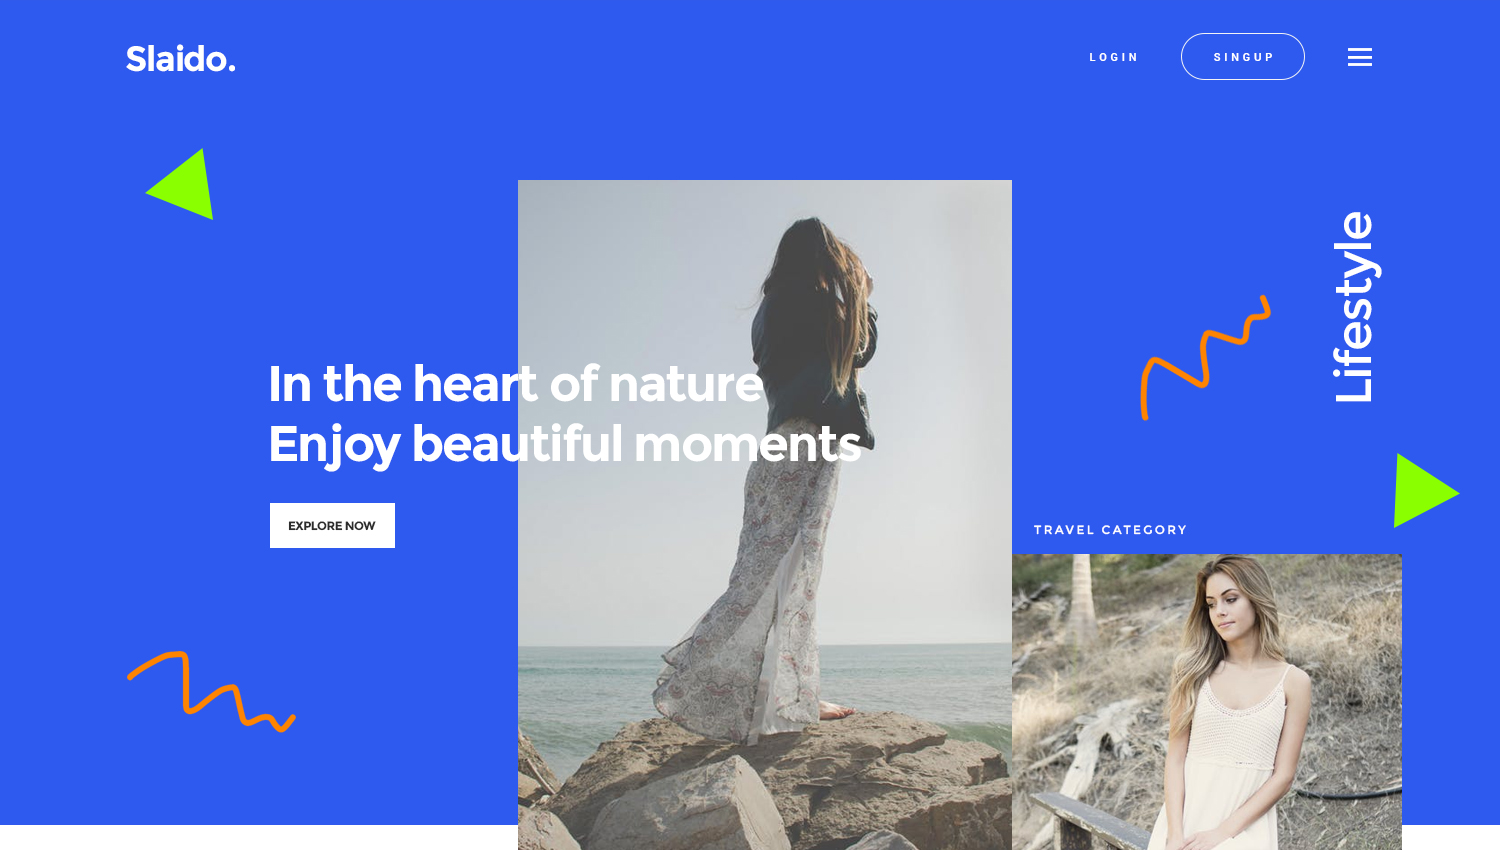 Slaido.
LOGIN
SINGUP
Lifestyle
In the heart of nature
Enjoy beautiful moments
EXPLORE NOW
TRAVEL CATEGORY